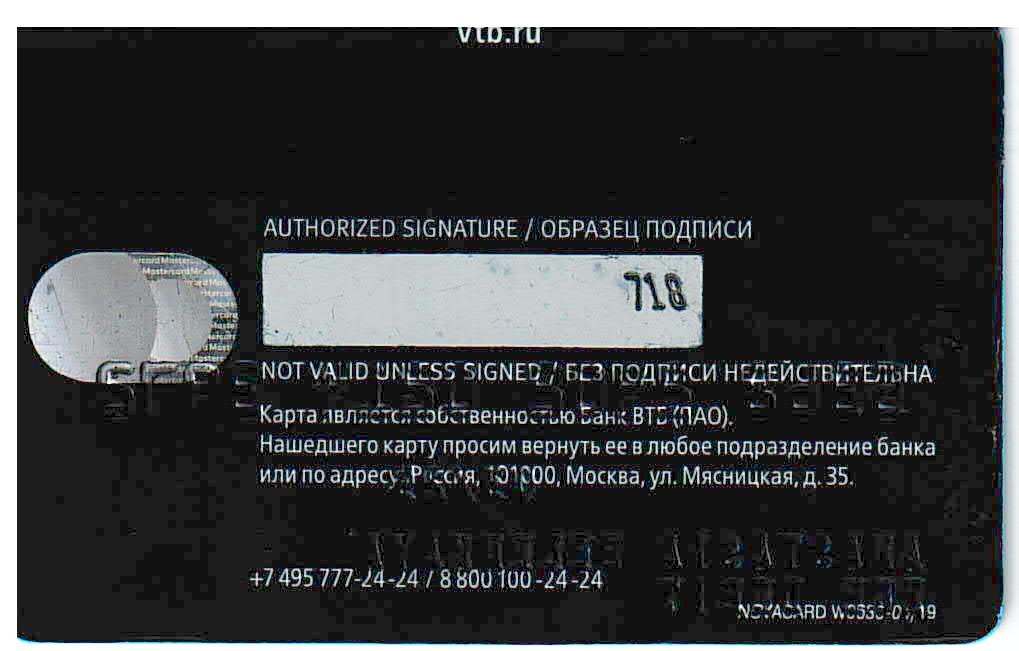 vtb.ru
AUTHORIZED SIGNATURE / ОБРАЗЕЦ ПОДПИСИ
718
NOT VALID UNLESS SIGNED / БЕЗ ПОДПИСИ НЕДЕЙСТВИТЕЛЬНА
Карта является собственностью Банк ВТБ (ПАО).
Нашедшего карту просим вернуть ее в любое подразделение банка
или по адресу: Россия, 101000, Москва, ул. Мясницкая, д. 35.
+7 495 777-24-24 / 8 800 100-24-24
NOVACARD